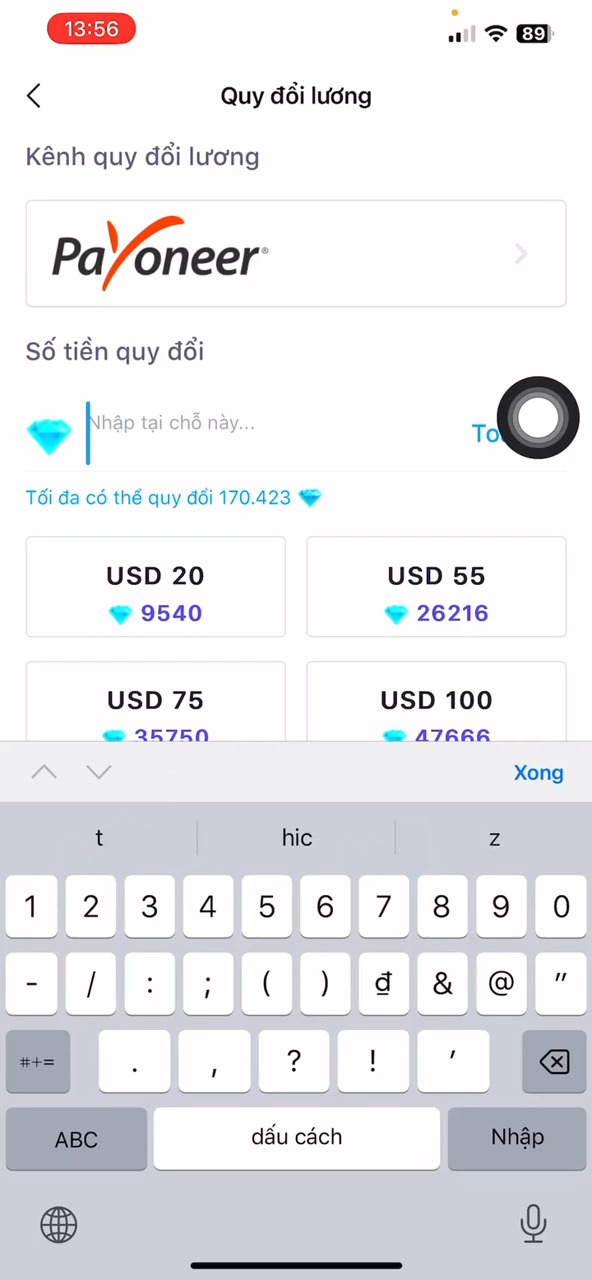 13:56
89
Quy đổi lương
Kênh quy đổi lương
Payoneer®
Số tiền quy đổi
Nhập tại chỗ này...
Tối đa có thể quy đổi 170.423
USD 20
9540
USD 55
26216
USD 75
35750
USD 100
47666
Xong
t hic z
1 2 3 4 5 6 7 8 9 0
- / : ; ( ) ₫ & @ "
#+= . , ? ! ′
ABC dấu cách Nhập